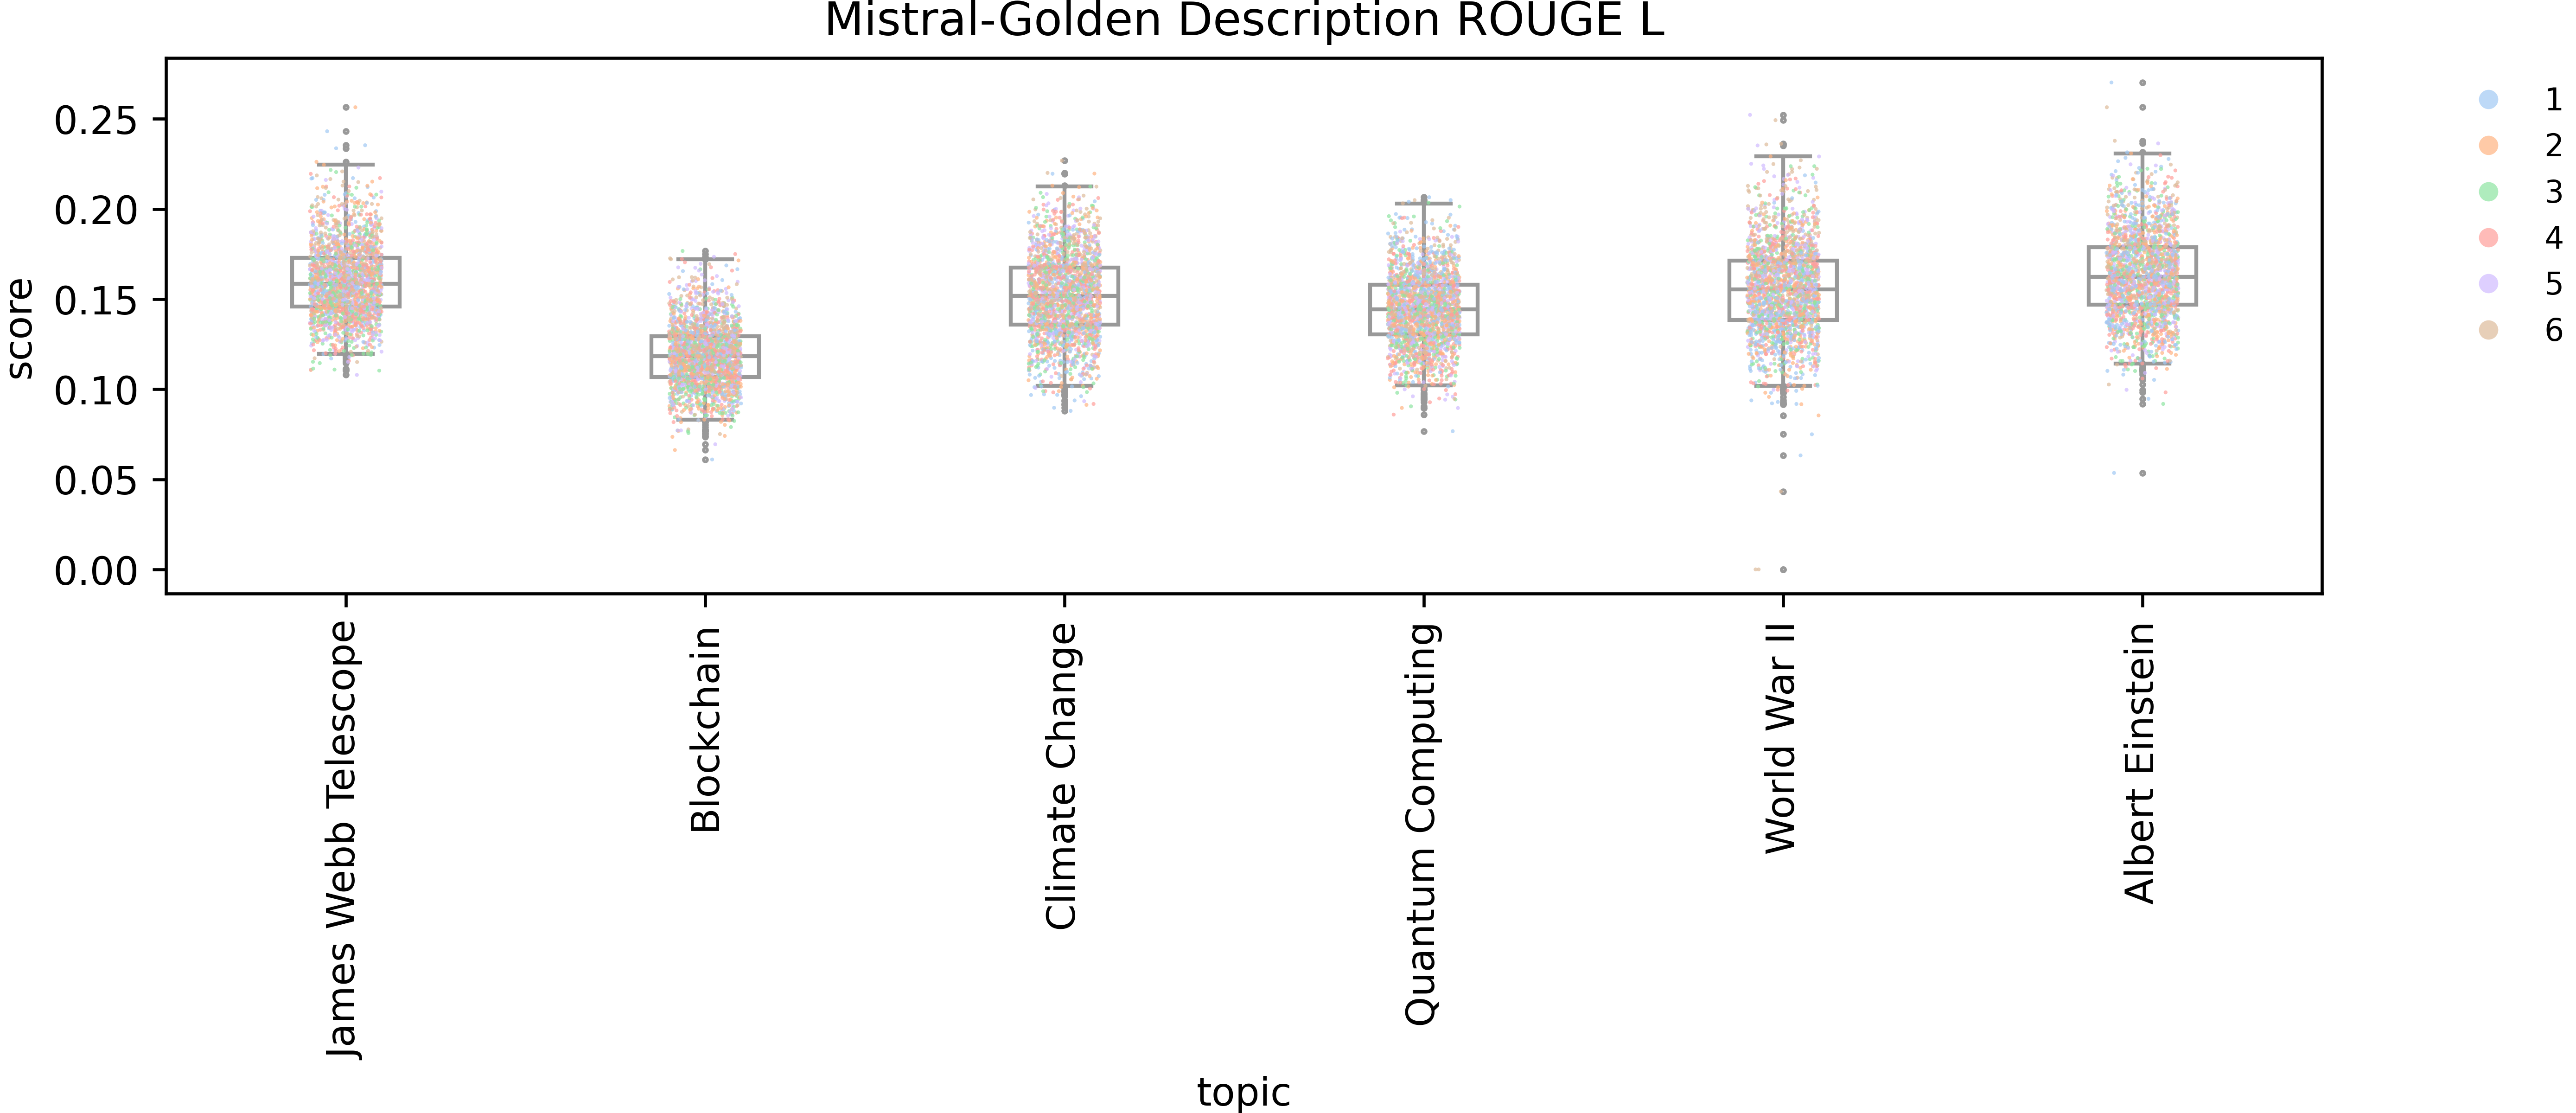 Mistral-Golden Description ROUGE L
score
0.25
0.20
0.15
0.10
0.05
0.00
James Webb Telescope
Blockchain
Climate Change
Quantum Computing
World War II
Albert Einstein
topic
1
2
3
4
5
6